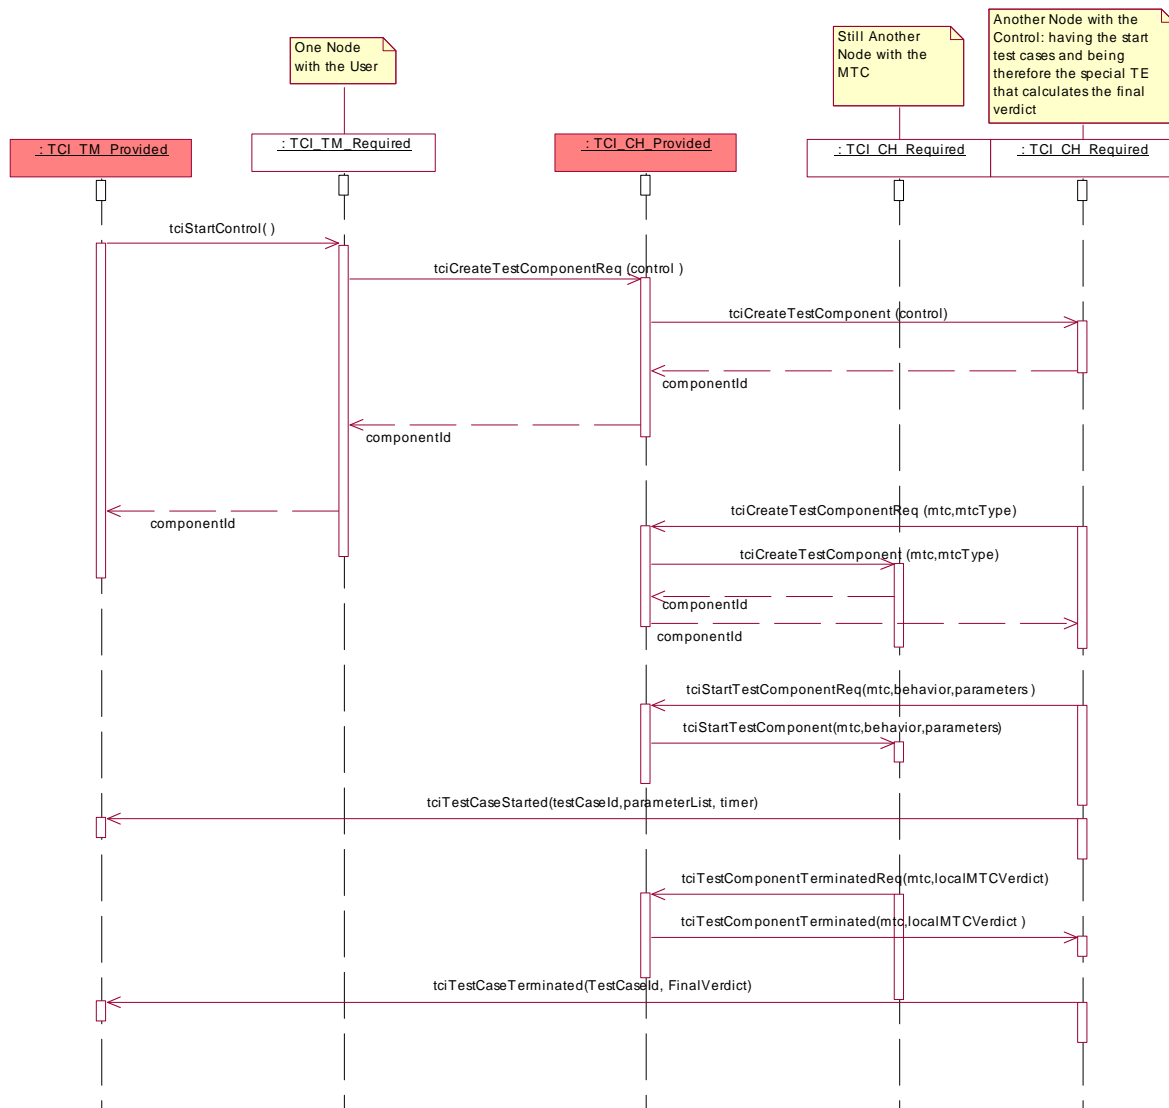 One Node
with the User
Still Another
Node with the
MTC
Another Node with the
Control: having the start
test cases and being
therefore the special TE
that calculates the final
verdict
: TCI_TM_Provided
: TCI_TM_Required
: TCI_CH_Provided
: TCI_CH_Required
: TCI_CH_Required
tciStartControl( )
tciCreateTestComponentReq (control )
tciCreateTestComponent (control)
componentId
componentId
componentId
tciCreateTestComponentReq (mtc,mtcType)
tciCreateTestComponent (mtc,mtcType)
componentId
componentId
tciStartTestComponentReq(mtc,behavior,parameters )
tciStartTestComponent(mtc,behavior,parameters)
tciTestCaseStarted(testCaseId,parameterList, timer)
tciTestComponentTerminatedReq(mtc,localMTCVerdict)
tciTestComponentTerminated(mtc,localMTCVerdict )
tciTestCaseTerminated(TestCaseId, FinalVerdict)